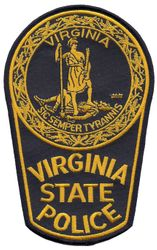 VIRGINIA
SIC SEMPER TYRANNIS
VIRGINIA
STATE
POLICE